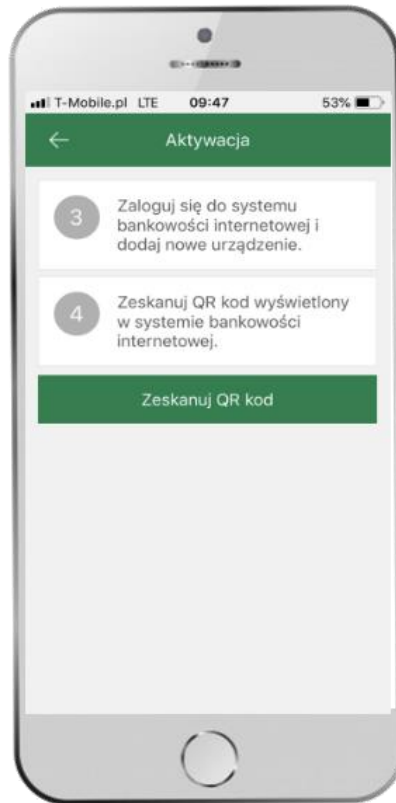 T-Mobile.pl LTE 09:47 53%
Aktywacja
3
Zaloguj się do systemu
bankowości internetowej i
dodaj nowe urządzenie.
4
Zeskanuj QR kod wyświetlony
w systemie bankowości
internetowej.
Zeskanuj QR kod